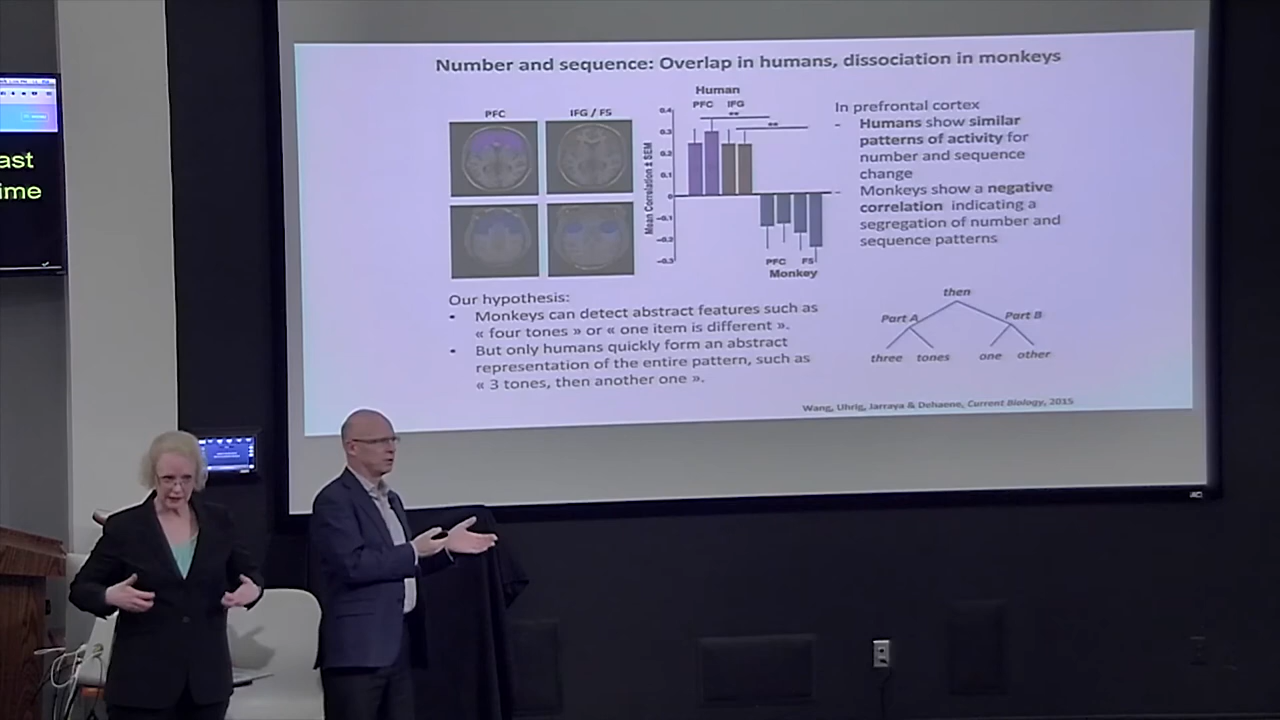 ast
ime
Number and sequence: Overlap in humans, dissociation in monkeys
PFC
IFG / F5
Human
PFC IFG
**
**
Mean Correlation ± SEM
0.4
0.3
0.2
0.1
0
-0.1
-0.2
-0.3
PFC F5
Monkey
In prefrontal cortex
- Humans show similar
patterns of activity for
number and sequence
change
- Monkeys show a negative
correlation indicating a
segregation of number and
sequence patterns
Our hypothesis:
• Monkeys can detect abstract features such as
« four tones » or « one item is different ».
• But only humans quickly form an abstract
representation of the entire pattern, such as
« 3 tones, then another one ».
then
Part A Part B
three tones one other
Wang, Uhrig, Jarraya & Dehaene, Current Biology, 2015